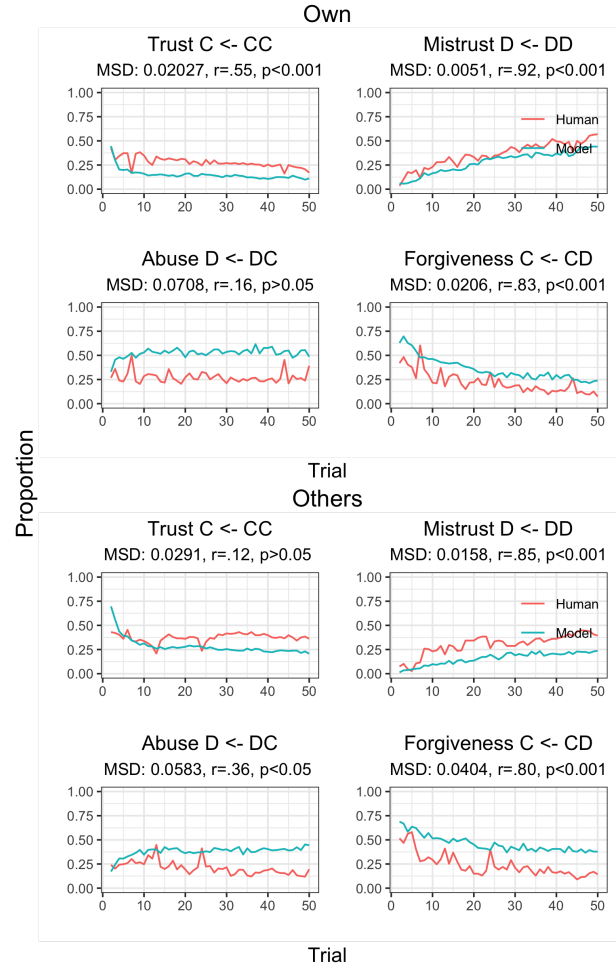 Own
Trust C <- CC
MSD: 0.02027, r=.55, p<0.001
1.00
0.75
0.50
0.25
0.00
0 10 20 30 40 50
Mistrust D <- DD
MSD: 0.0051, r=.92, p<0.001
1.00
0.75
0.50
0.25
0.00
0 10 20 30 40 50
Human
Model
Abuse D <- DC
MSD: 0.0708, r=.16, p>0.05
1.00
0.75
0.50
0.25
0.00
0 10 20 30 40 50
Forgiveness C <- CD
MSD: 0.0206, r=.83, p<0.001
1.00
0.75
0.50
0.25
0.00
0 10 20 30 40 50
Trial
Proportion
Others
Trust C <- CC
MSD: 0.0291, r=.12, p>0.05
1.00
0.75
0.50
0.25
0.00
0 10 20 30 40 50
Mistrust D <- DD
MSD: 0.0158, r=.85, p<0.001
1.00
0.75
0.50
0.25
0.00
0 10 20 30 40 50
Human
Model
Abuse D <- DC
MSD: 0.0583, r=.36, p<0.05
1.00
0.75
0.50
0.25
0.00
0 10 20 30 40 50
Forgiveness C <- CD
MSD: 0.0404, r=.80, p<0.001
1.00
0.75
0.50
0.25
0.00
0 10 20 30 40 50
Trial